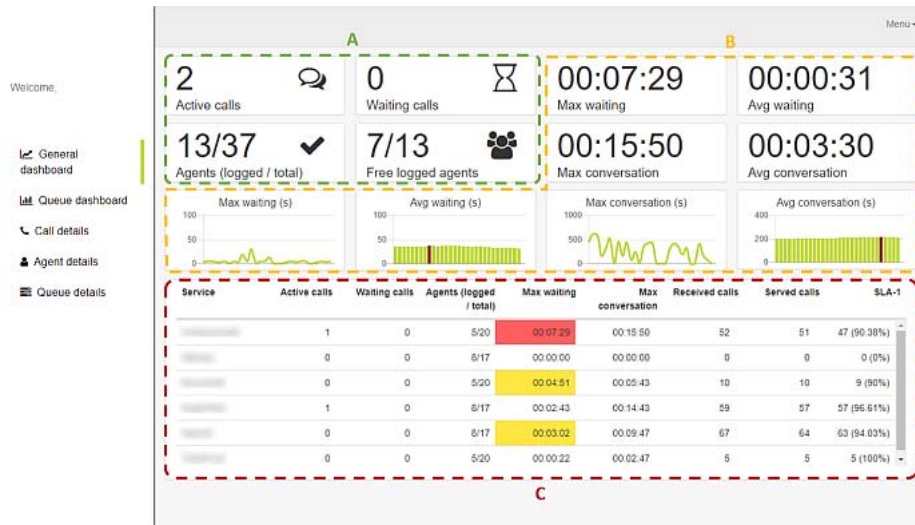 Menu
A
B
Welcome,
General
dashboard
Queue dashboard
Call details
Agent details
Queue details
2
Active calls
0
Waiting calls
00:07:29
Max waiting
00:00:31
Avg waiting
13/37
Agents (logged / total)
7/13
Free logged agents
00:15:50
Max conversation
00:03:30
Avg conversation
Max waiting (s)
100
50
0
Avg waiting (s)
100
50
0
Max conversation (s)
1000
500
0
Avg conversation (s)
400
200
0
Service Active calls Waiting calls Agents (logged / total) Max waiting Max conversation Received calls Served calls SLA-1
1 0 5/20 00:07:29 00:15:50 52 51 47 (90.38%)
0 0 8/17 00:00:00 00:00:00 0 0 0 (0%)
0 0 5/20 00:04:51 00:05:43 10 10 9 (90%)
1 0 8/17 00:02:43 00:14:43 59 57 57 (96.61%)
0 0 8/17 00:03:02 00:09:47 67 64 63 (94.03%)
0 0 5/20 00:00:22 00:02:47 5 5 5 (100%)
C